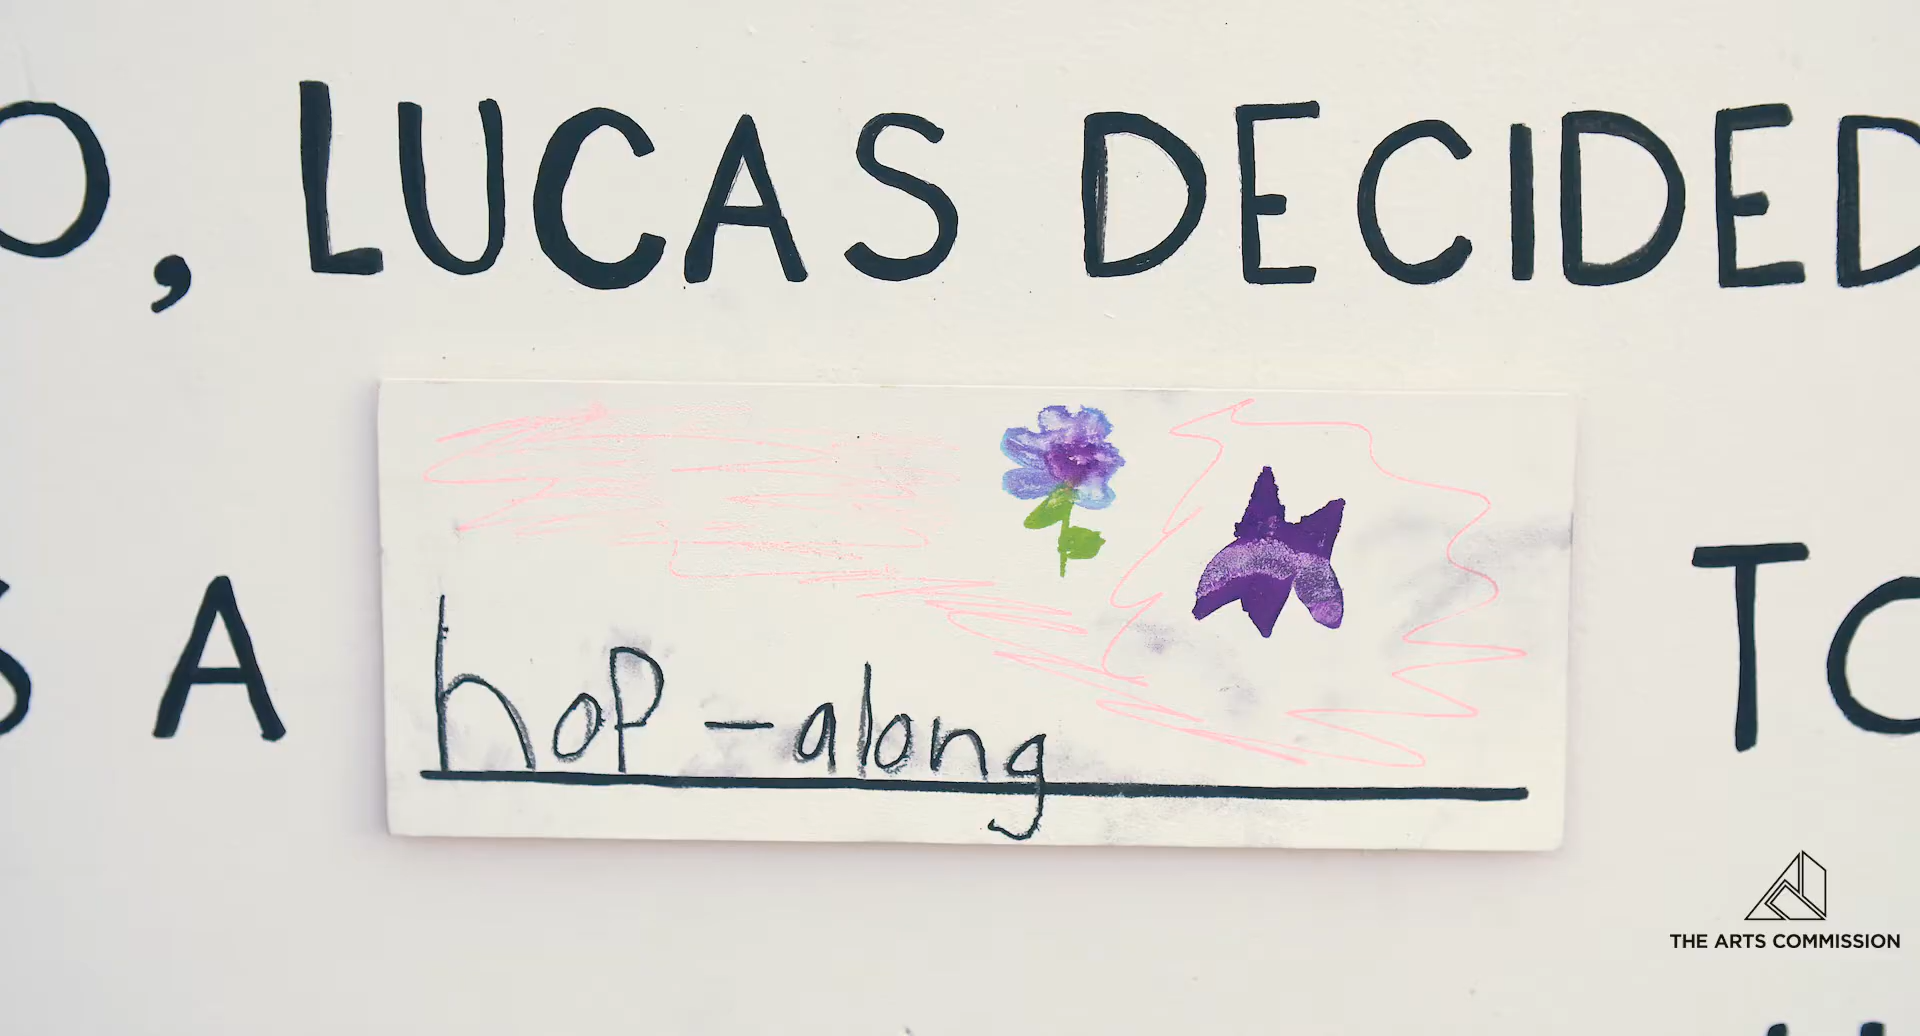 O, LUCAS DECIDED
S A hop-along TO
THE ARTS COMMISSION